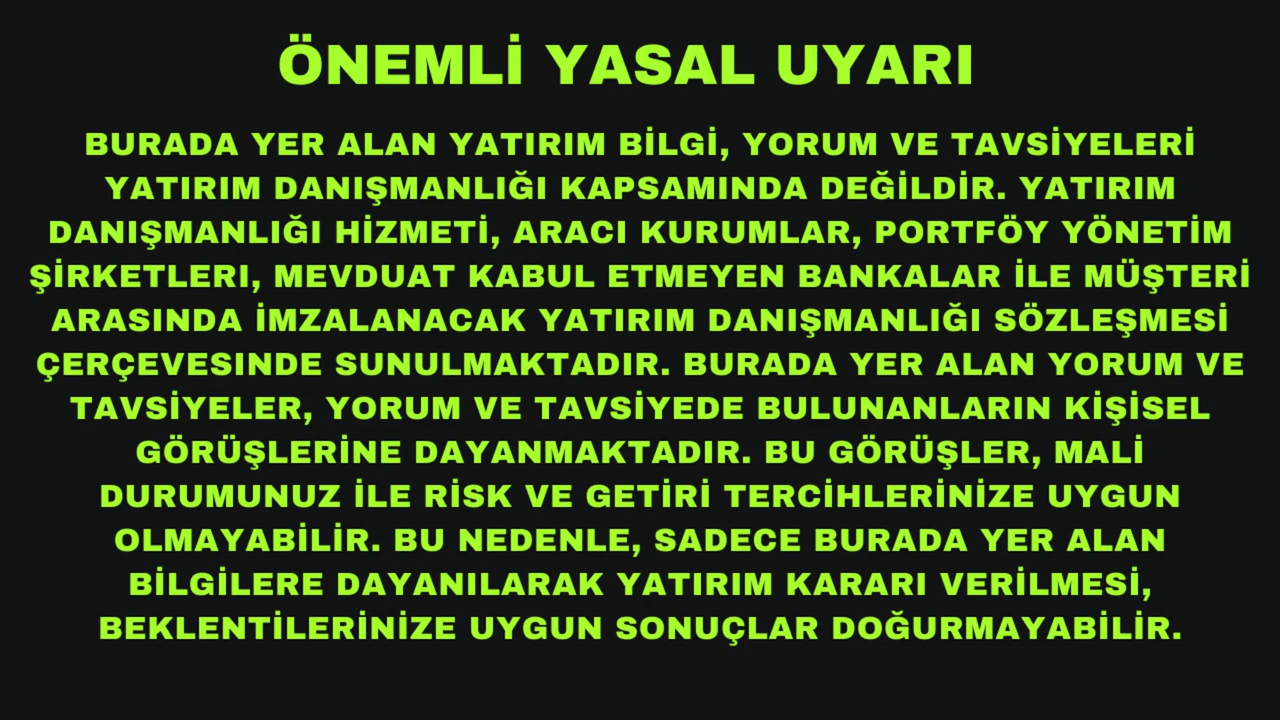 ÖNEMLİ YASAL UYARI
BURADA YER ALAN YATIRIM BİLGİ, YORUM VE TAVSİYELERİ
YATIRIM DANIŞMANLIĞI KAPSAMINDA DEĞİLDİR. YATIRIM
DANIŞMANLIĞI HİZMETİ, ARACI KURUMLAR, PORTFÖY YÖNETİM
ŞİRKETLERI, MEVDUAT KABUL ETMEYEN BANKALAR İLE MÜŞTERİ
ARASINDA İMZALANACAK YATIRIM DANIŞMANLIĞI SÖZLEŞMESİ
ÇERÇEVESINDE SUNULMAKTADIR. BURADA YER ALAN YORUM VE
TAVSİYELER, YORUM VE TAVSİYEDE BULUNANLARIN KİŞİSEL
GÖRÜŞLERİNE DAYANMAKTADIR. BU GÖRÜŞLER, MALİ
DURUMUNUZ İLE RİSK VE GETİRİ TERCİHLERİNİZE UYGUN
OLMAYABİLİR. BU NEDENLE, SADECE BURADA YER ALAN
BİLGİLERE DAYANILARAK YATIRIM KARARI VERİLMESİ,
BEKLENTİLERİNİZE UYGUN SONUÇLAR DOĞURMAYABİLİR.